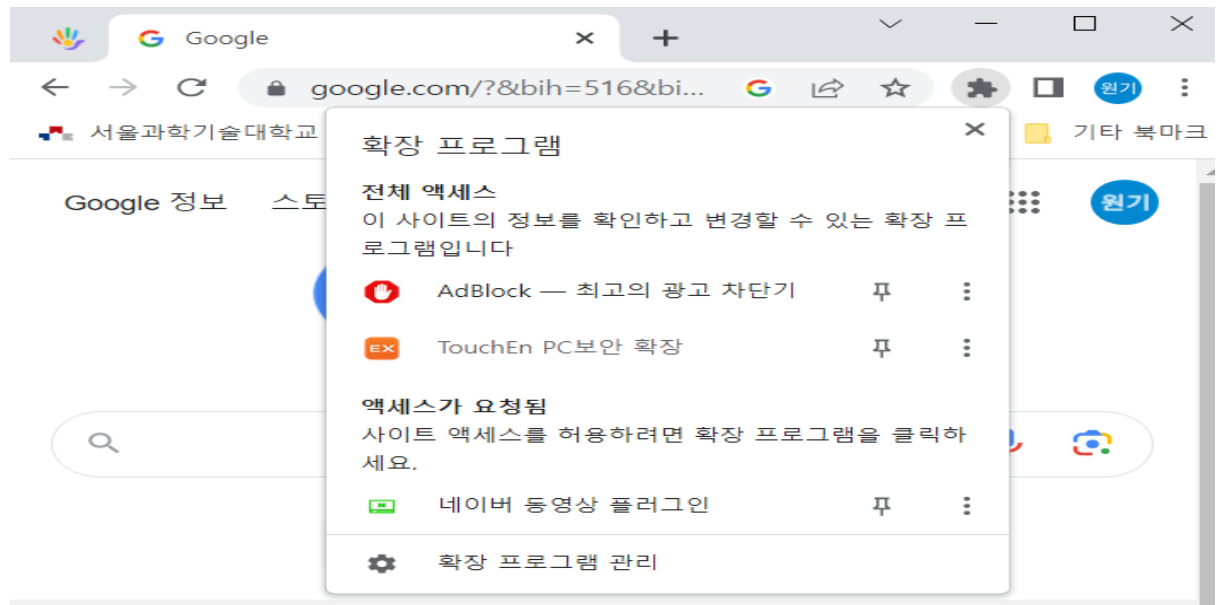 Google
google.com/?&bih=516&bi...
원기
서울과학기술대학교
기타 북마크
Google 정보
스토
원기
확장 프로그램
전체 액세스
이 사이트의 정보를 확인하고 변경할 수 있는 확장 프
로그램입니다
AdBlock — 최고의 광고 차단기
EX
TouchEn PC보안 확장
액세스가 요청됨
사이트 액세스를 허용하려면 확장 프로그램을 클릭하
세요.
네이버 동영상 플러그인
확장 프로그램 관리